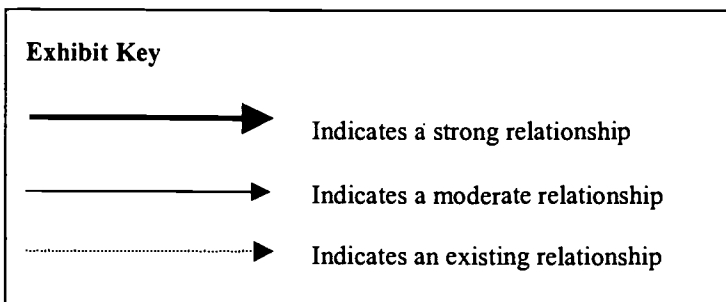 Exhibit Key
Indicates a strong relationship
Indicates a moderate relationship
Indicates an existing relationship